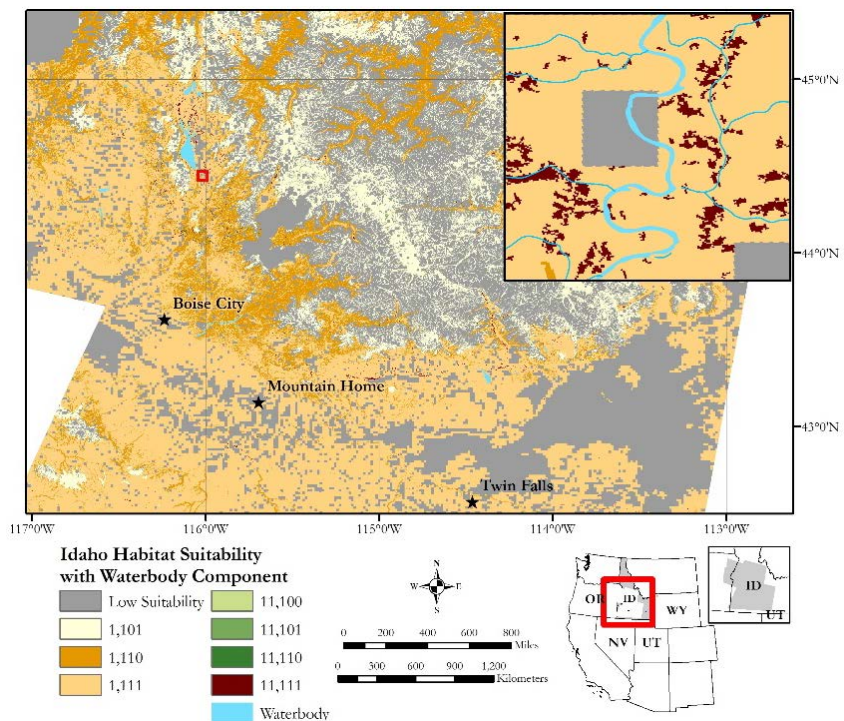 45°0'N
44°0'N
Boise City
Mountain Home
43°0'N
Twin Falls
117°0'W
116°0'W
115°0'W
114°0'W
113°0'W
Idaho Habitat Suitability
with Waterbody Component
Low Suitability
11,100
1,101
11,101
1,110
11,110
1,111
11,111
Waterbody
N
W
E
S
0 200 400 600 800
Miles
0 300 600 900 1,200
Kilometers
OR
ID
WY
NV
UT
ID
UT